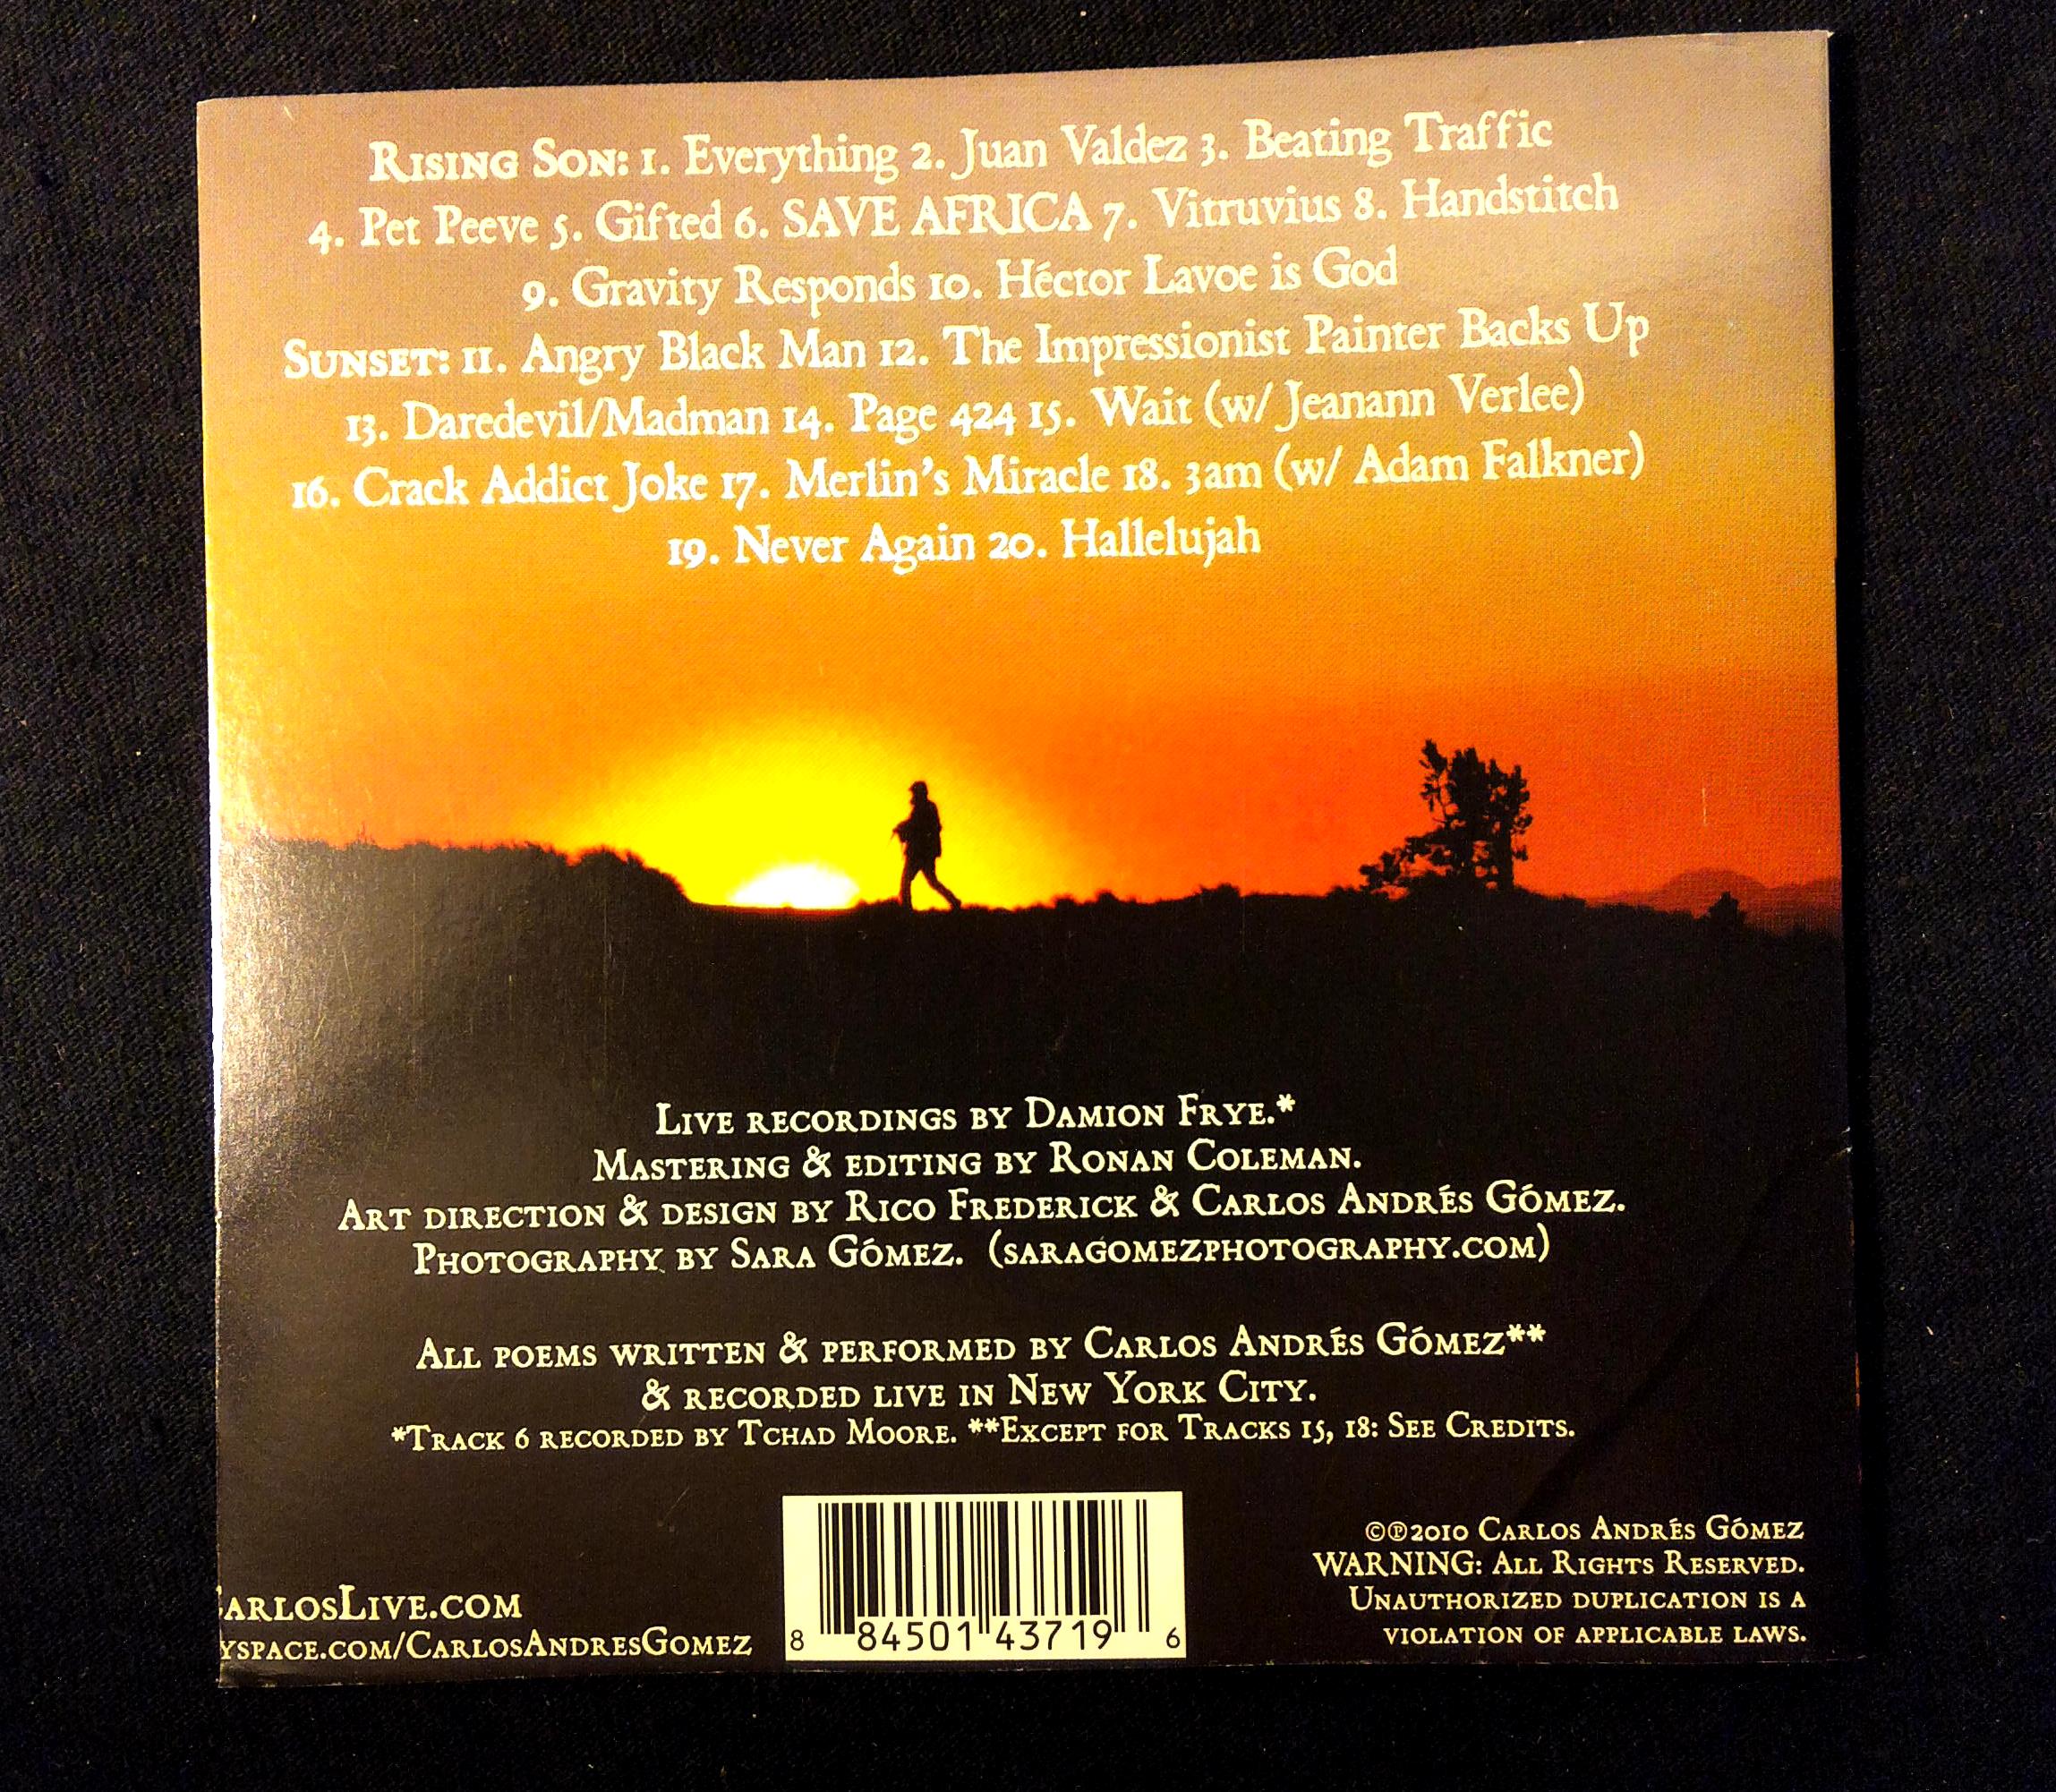 Rising Son: 1. Everything 2. Juan Valdez 3. Beating Traffic
4. Pet Peeve 5. Gifted 6. SAVE AFRICA 7. Vitruvius 8. Handstitch
9. Gravity Responds 10. Héctor Lavoe is God
Sunset: 11. Angry Black Man 12. The Impressionist Painter Backs Up
13. Daredevil/Madman 14. Page 424 15. Wait (w/ Jeanann Verlee)
16. Crack Addict Joke 17. Merlin's Miracle 18. 3am (w/ Adam Falkner)
19. Never Again 20. Hallelujah
Live recordings by Damion Frye.*
Mastering & editing by Ronan Coleman.
Art direction & design by Rico Frederick & Carlos Andrés Gómez.
Photography by Sara Gómez. (saragomezphotography.com)
All poems written & performed by Carlos Andrés Gómez**
& recorded live in New York City.
*Track 6 recorded by Tchad Moore. **Except for Tracks 15, 18: See Credits.
arlosLive.com
yspace.com/CarlosAndresGomez
8 84501 43719 6
©℗2010 Carlos Andrés Gómez
WARNING: All Rights Reserved.
Unauthorized duplication is a
violation of applicable laws.